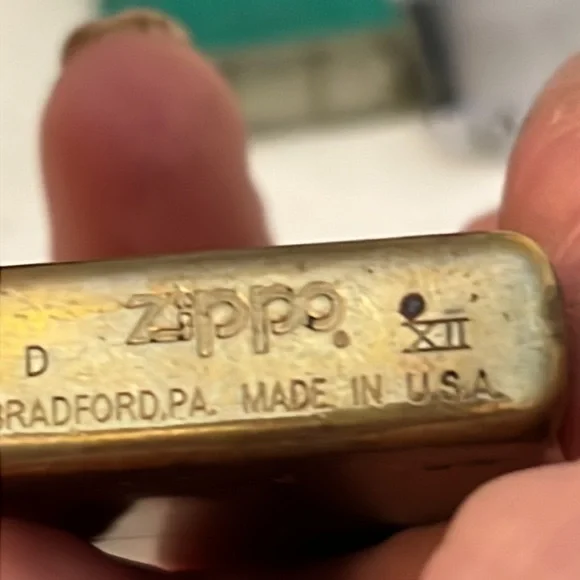 D zippo XII
BRADFORD,PA. MADE IN U.S.A.